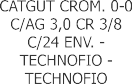 CATGUT CROM. 0-0
C/AG 3,0 CR 3/8
C/24 ENV. -
TECHNOFIO -
TECHNOFIO